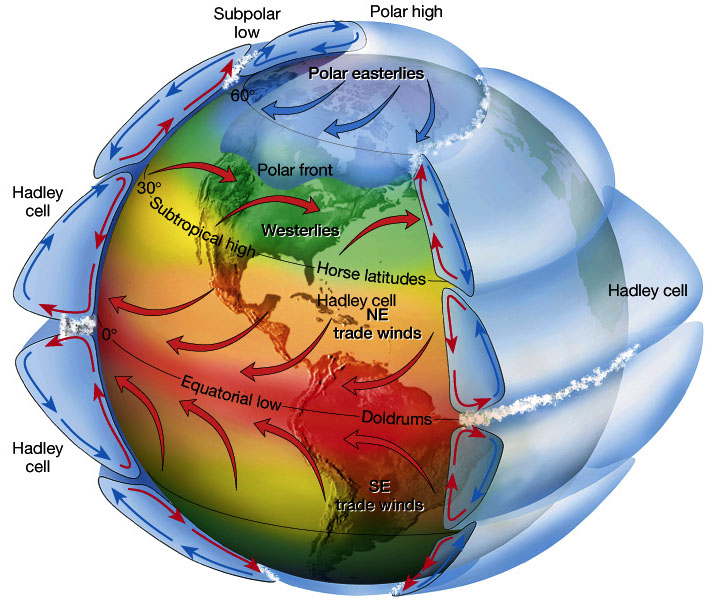 Subpolar
low
Polar high
Polar easterlies
60°
Polar front
30°
Hadley
cell
Subtropical high
Westerlies
Horse latitudes
Hadley cell
Hadley cell
NE
trade winds
0°
Equatorial low
Doldrums
Hadley
cell
SE
trade winds